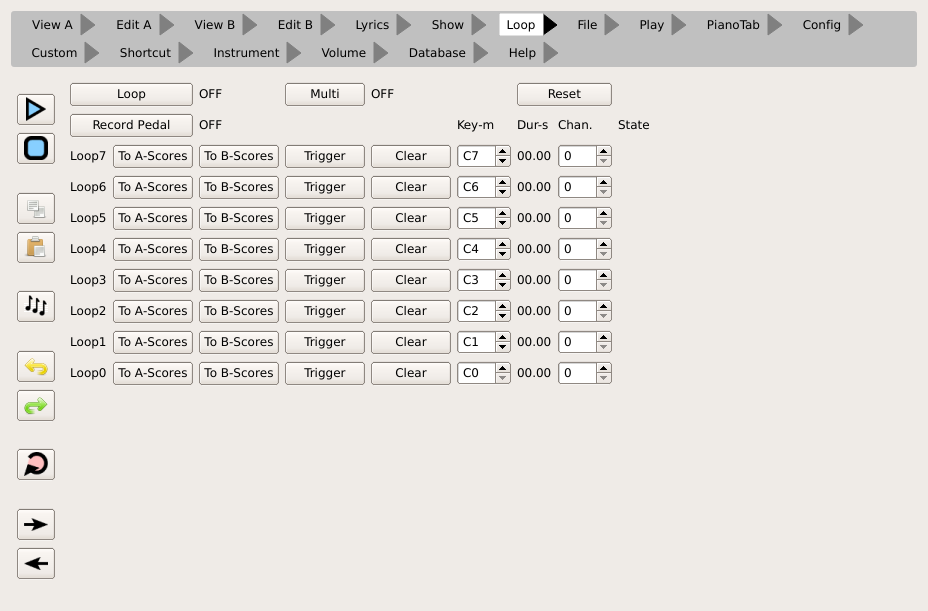 View A Edit A View B Edit B Lyrics Show Loop File Play PianoTab Config
Custom Shortcut Instrument Volume Database Help
Loop OFF Multi OFF Reset
Record Pedal OFF Key-m Dur-s Chan. State
Loop7 To A-Scores To B-Scores Trigger Clear C7 00.00 0
Loop6 To A-Scores To B-Scores Trigger Clear C6 00.00 0
Loop5 To A-Scores To B-Scores Trigger Clear C5 00.00 0
Loop4 To A-Scores To B-Scores Trigger Clear C4 00.00 0
Loop3 To A-Scores To B-Scores Trigger Clear C3 00.00 0
Loop2 To A-Scores To B-Scores Trigger Clear C2 00.00 0
Loop1 To A-Scores To B-Scores Trigger Clear C1 00.00 0
Loop0 To A-Scores To B-Scores Trigger Clear C0 00.00 0